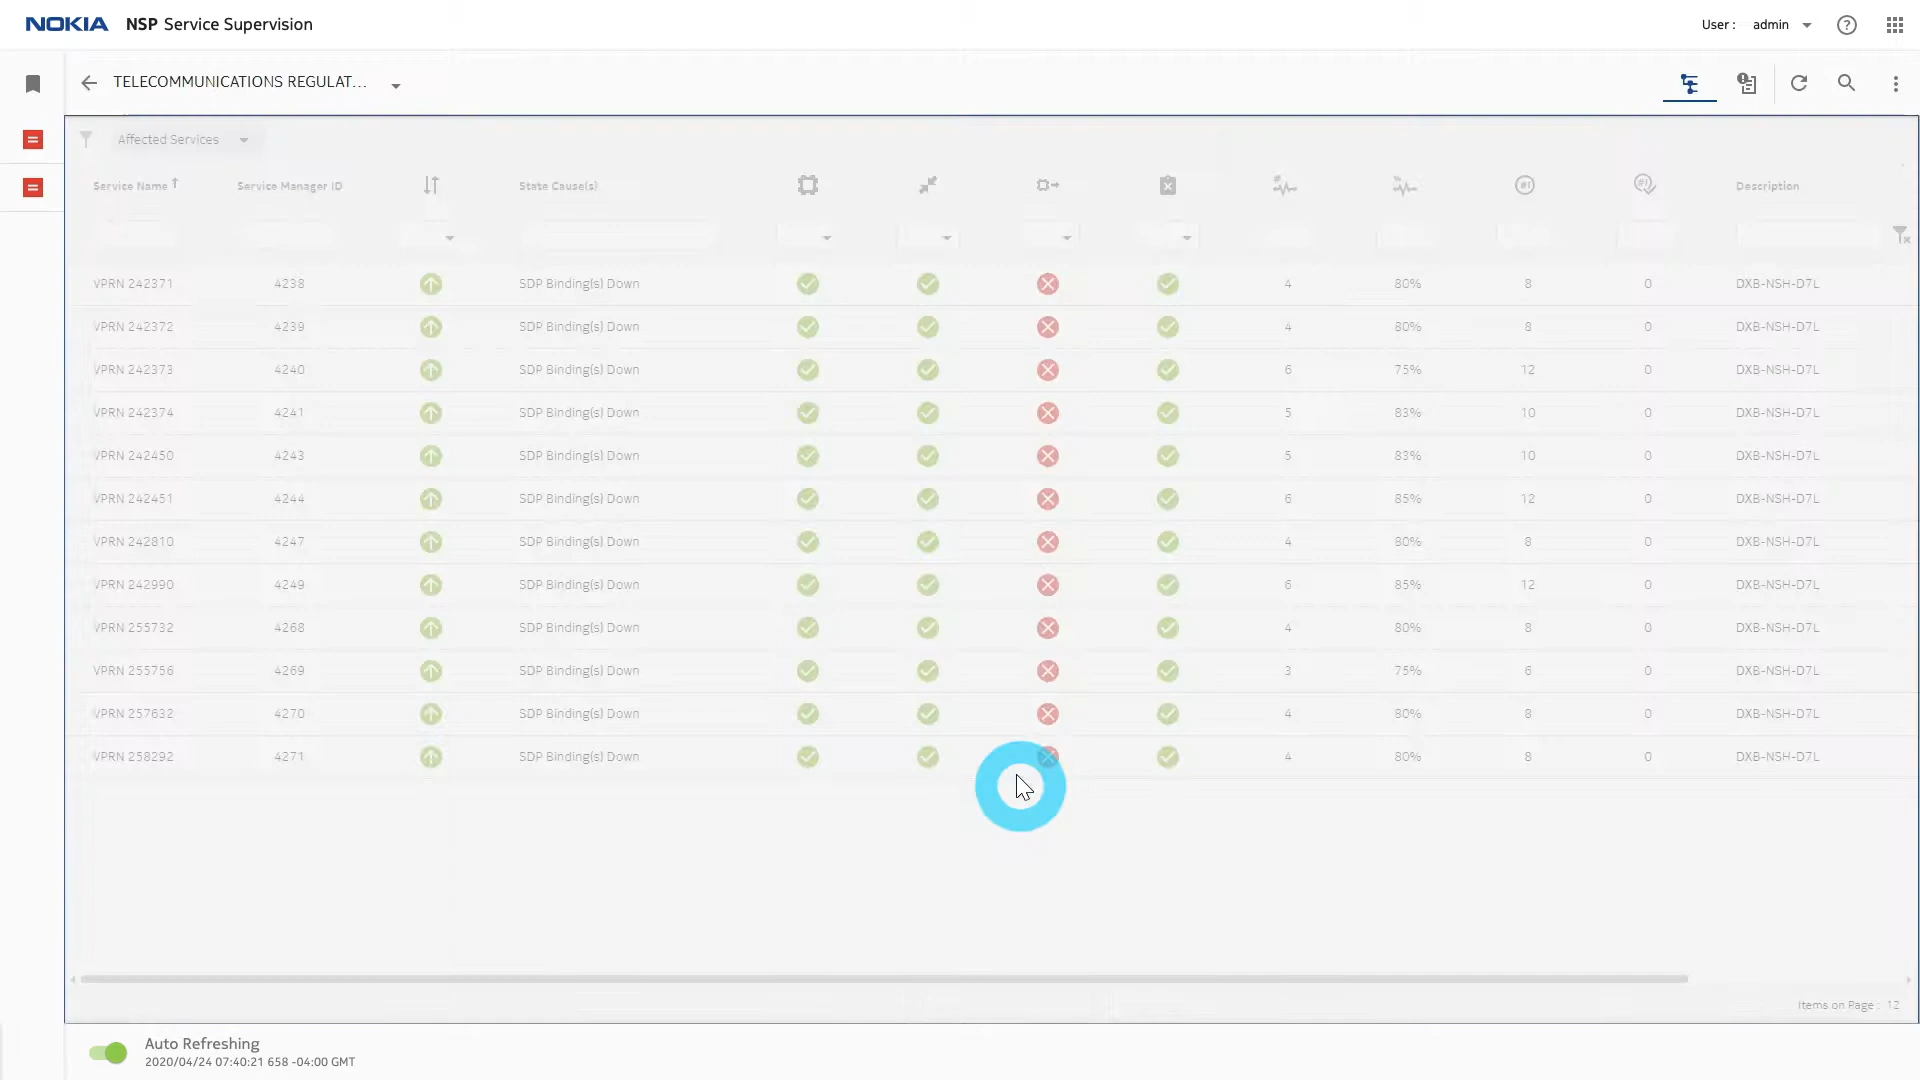 NOKIA NSP Service Supervision User : admin ?
TELECOMMUNICATIONS REGULAT...
Affected Services
Service Name Service Manager ID State Cause(s) Description
VPRN 242371 4238 SDP Binding(s) Down 4 80% 8 0 DXB-NSH-D7L
VPRN 242372 4239 SDP Binding(s) Down 4 80% 8 0 DXB-NSH-D7L
VPRN 242373 4240 SDP Binding(s) Down 6 75% 12 0 DXB-NSH-D7L
VPRN 242374 4241 SDP Binding(s) Down 5 83% 10 0 DXB-NSH-D7L
VPRN 242450 4243 SDP Binding(s) Down 5 83% 10 0 DXB-NSH-D7L
VPRN 242451 4244 SDP Binding(s) Down 6 85% 12 0 DXB-NSH-D7L
VPRN 242810 4247 SDP Binding(s) Down 4 80% 8 0 DXB-NSH-D7L
VPRN 242990 4249 SDP Binding(s) Down 6 85% 12 0 DXB-NSH-D7L
VPRN 255732 4268 SDP Binding(s) Down 4 80% 8 0 DXB-NSH-D7L
VPRN 255756 4269 SDP Binding(s) Down 3 75% 6 0 DXB-NSH-D7L
VPRN 257632 4270 SDP Binding(s) Down 4 80% 8 0 DXB-NSH-D7L
VPRN 258292 4271 SDP Binding(s) Down 4 80% 8 0 DXB-NSH-D7L
Items on Page : 12
Auto Refreshing
2020/04/24 07:40:21 658 -04:00 GMT